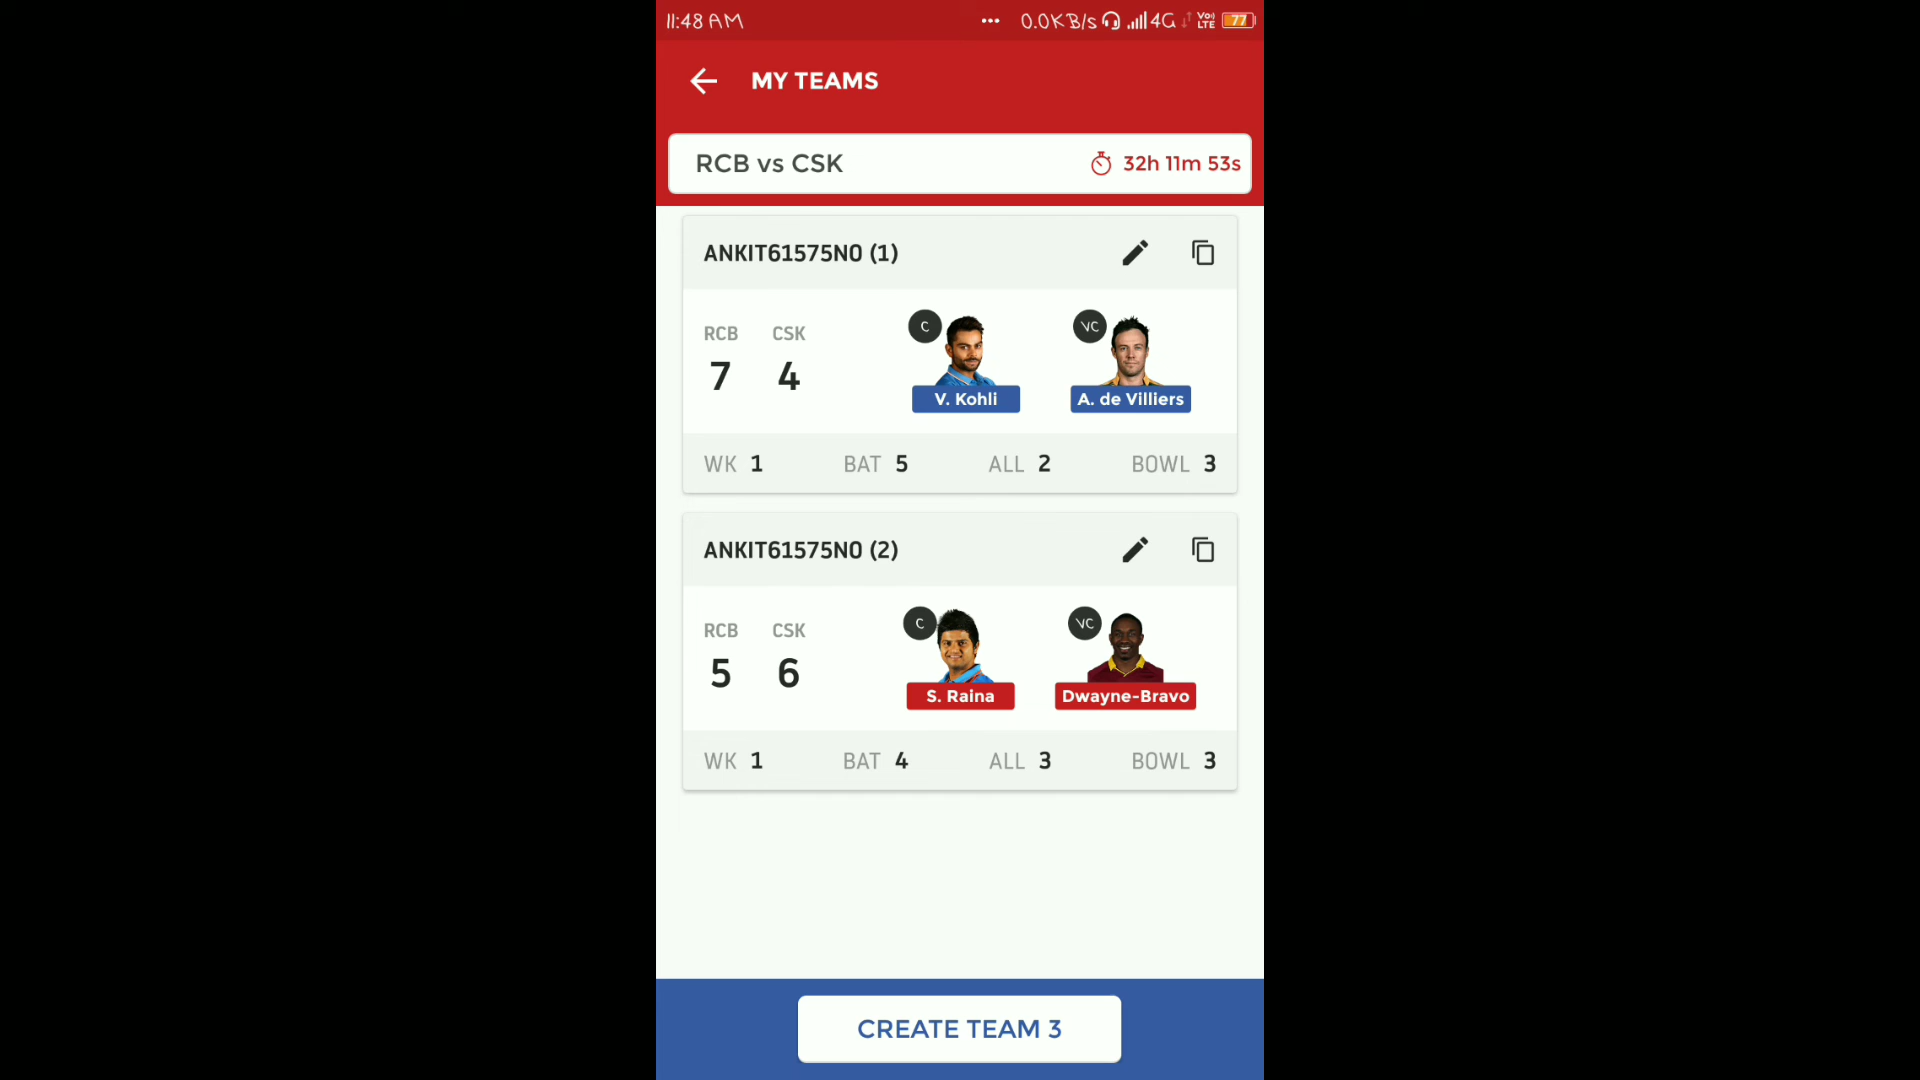 11:48 AM ... 0.0KB/s 4G VoLTE 77
MY TEAMS
RCB vs CSK 32h 11m 53s
ANKIT61575NO (1)
RCB CSK
7 4
C VC
V. Kohli A. de Villiers
WK 1 BAT 5 ALL 2 BOWL 3
ANKIT61575NO (2)
RCB CSK
5 6
C VC
S. Raina Dwayne-Bravo
WK 1 BAT 4 ALL 3 BOWL 3
CREATE TEAM 3